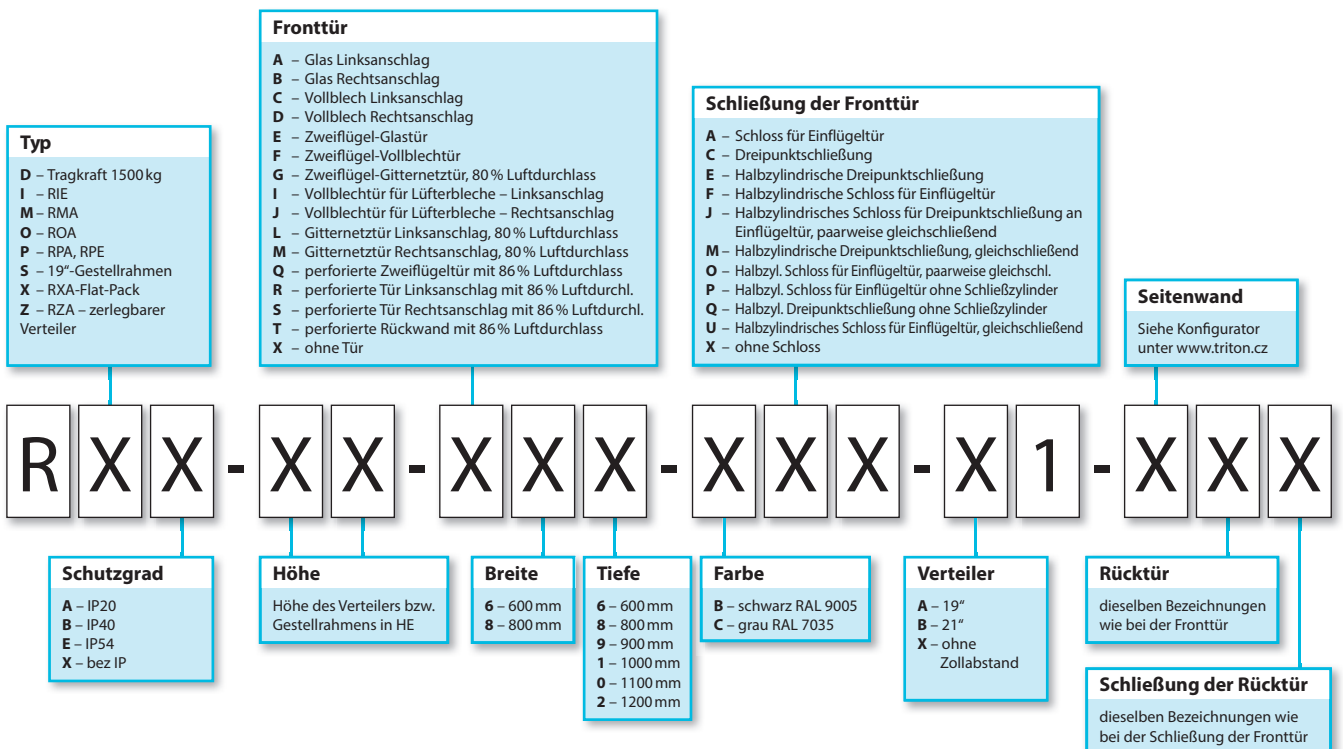 Fronttür
A – Glas Linksanschlag
B – Glas Rechtsanschlag
C – Vollblech Linksanschlag
D – Vollblech Rechtsanschlag
E – Zweiflügel-Glastür
F – Zweiflügel-Vollblechtür
G – Zweiflügel-Gitternetztür, 80 % Luftdurchlass
I – Vollblechtür für Lüfterbleche – Linksanschlag
J – Vollblechtür für Lüfterbleche – Rechtsanschlag
L – Gitternetztür Linksanschlag, 80 % Luftdurchlass
M – Gitternetztür Rechtsanschlag, 80 % Luftdurchlass
Q – perforierte Zweiflügeltür mit 86 % Luftdurchlass
R – perforierte Tür Linksanschlag mit 86 % Luftdurchl.
S – perforierte Tür Rechtsanschlag mit 86 % Luftdurchl.
T – perforierte Rückwand mit 86 % Luftdurchlass
X – ohne Tür
Schließung der Fronttür
A – Schloss für Einflügeltür
C – Dreipunktschließung
E – Halbzylindrische Dreipunktschließung
F – Halbzylindrische Schloss für Einflügeltür
J – Halbzylindrisches Schloss für Dreipunktschließung an
Einflügeltür, paarweise gleichschließend
M – Halbzylindrische Dreipunktschließung, gleichschließend
O – Halbzyl. Schloss für Einflügeltür, paarweise gleichschl.
P – Halbzyl. Schloss für Einflügeltür ohne Schließzylinder
Q – Halbzyl. Dreipunktschließung ohne Schließzylinder
U – Halbzylindrisches Schloss für Einflügeltür, gleichschließend
X – ohne Schloss
Typ
D – Tragkraft 1500 kg
I – RIE
M – RMA
O – ROA
P – RPA, RPE
S – 19“-Gestellrahmen
X – RXA-Flat-Pack
Z – RZA – zerlegbarer
Verteiler
Seitenwand
Siehe Konfigurator
unter www.triton.cz
R X X - X X - X X X - X X X - X 1 - X X X
Schutzgrad
A – IP20
B – IP40
E – IP54
X – bez IP
Höhe
Höhe des Verteilers bzw.
Gestellrahmens in HE
Breite
6 – 600 mm
8 – 800 mm
Tiefe
6 – 600 mm
8 – 800 mm
9 – 900 mm
1 – 1000 mm
0 – 1100 mm
2 – 1200 mm
Farbe
B – schwarz RAL 9005
C – grau RAL 7035
Verteiler
A – 19“
B – 21“
X – ohne
Zollabstand
Rücktür
dieselben Bezeichnungen
wie bei der Fronttür
Schließung der Rücktür
dieselben Bezeichnungen wie
bei der Schließung der Fronttür